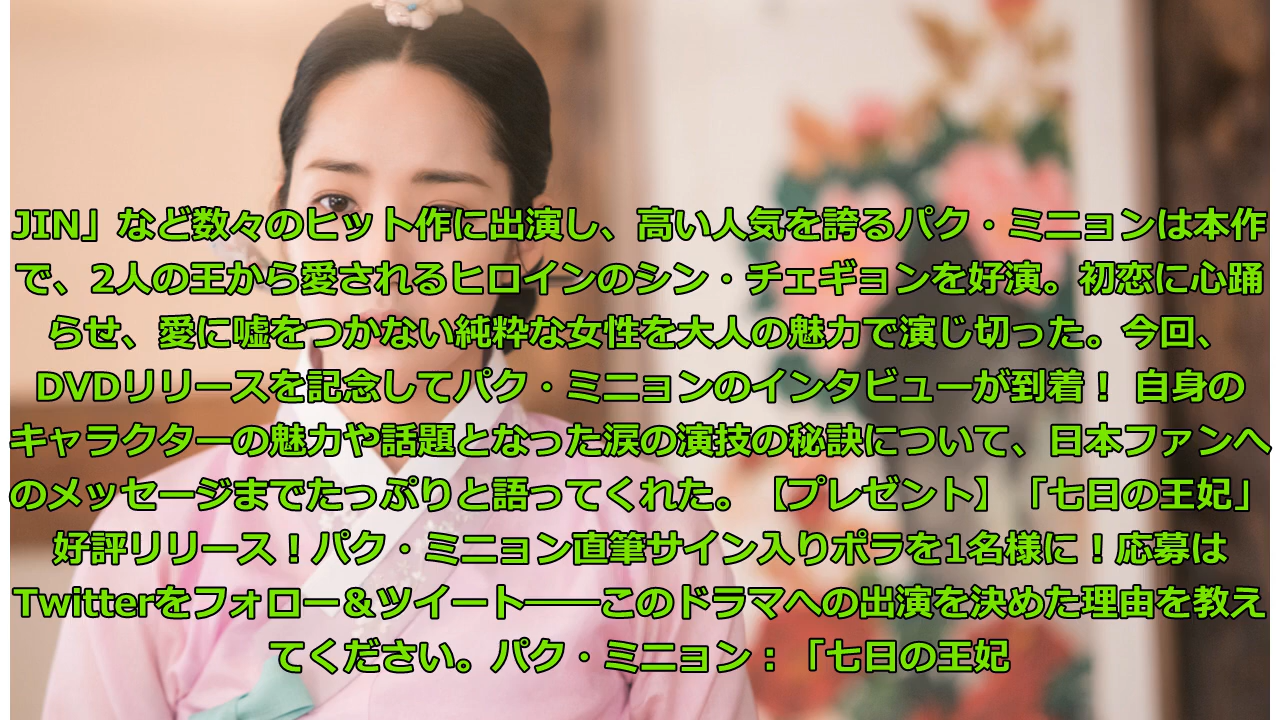 JIN」など数々のヒット作に出演し、高い人気を誇るパク・ミニョンは本作
で、2人の王から愛されるヒロインのシン・チェギョンを好演。初恋に心踊
らせ、愛に嘘をつかない純粋な女性を大人の魅力で演じ切った。今回、
DVDリリースを記念してパク・ミニョンのインタビューが到着！ 自身の
キャラクターの魅力や話題となった涙の演技の秘訣について、日本ファンへ
のメッセージまでたっぷりと語ってくれた。【プレゼント】「七日の王妃」
好評リリース！パク・ミニョン直筆サイン入りポラを1名様に！応募は
Twitterをフォロー＆ツイート――このドラマへの出演を決めた理由を教え
てください。パク・ミニョン：「七日の王妃